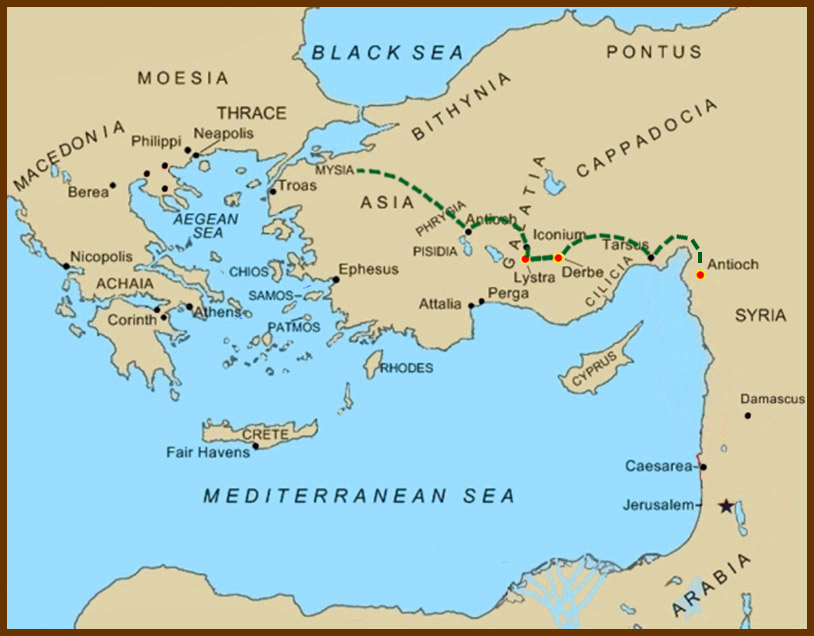 BLACK SEA
PONTUS
MOESIA
BITHYNIA
THRACE
CAPPADOCIA
MACEDONIA
Philippi
Neapolis
MYSIA
Troas
Berea
ASIA
GALATIA
PHRYSIA
Antioch
AEGEAN
SEA
Iconium
Tarsus
PISIDIA
Nicopolis
Antioch
CHIOS
Ephesus
Lystra
Derbe
CILICIA
ACHAIA
SAMOS
Perga
Attalia
Corinth
Athens
SYRIA
PATMOS
RHODES
CYPRUS
Damascus
CRETE
Fair Havens
Caesarea
MEDITERRANEAN SEA
Jerusalem
ARABIA